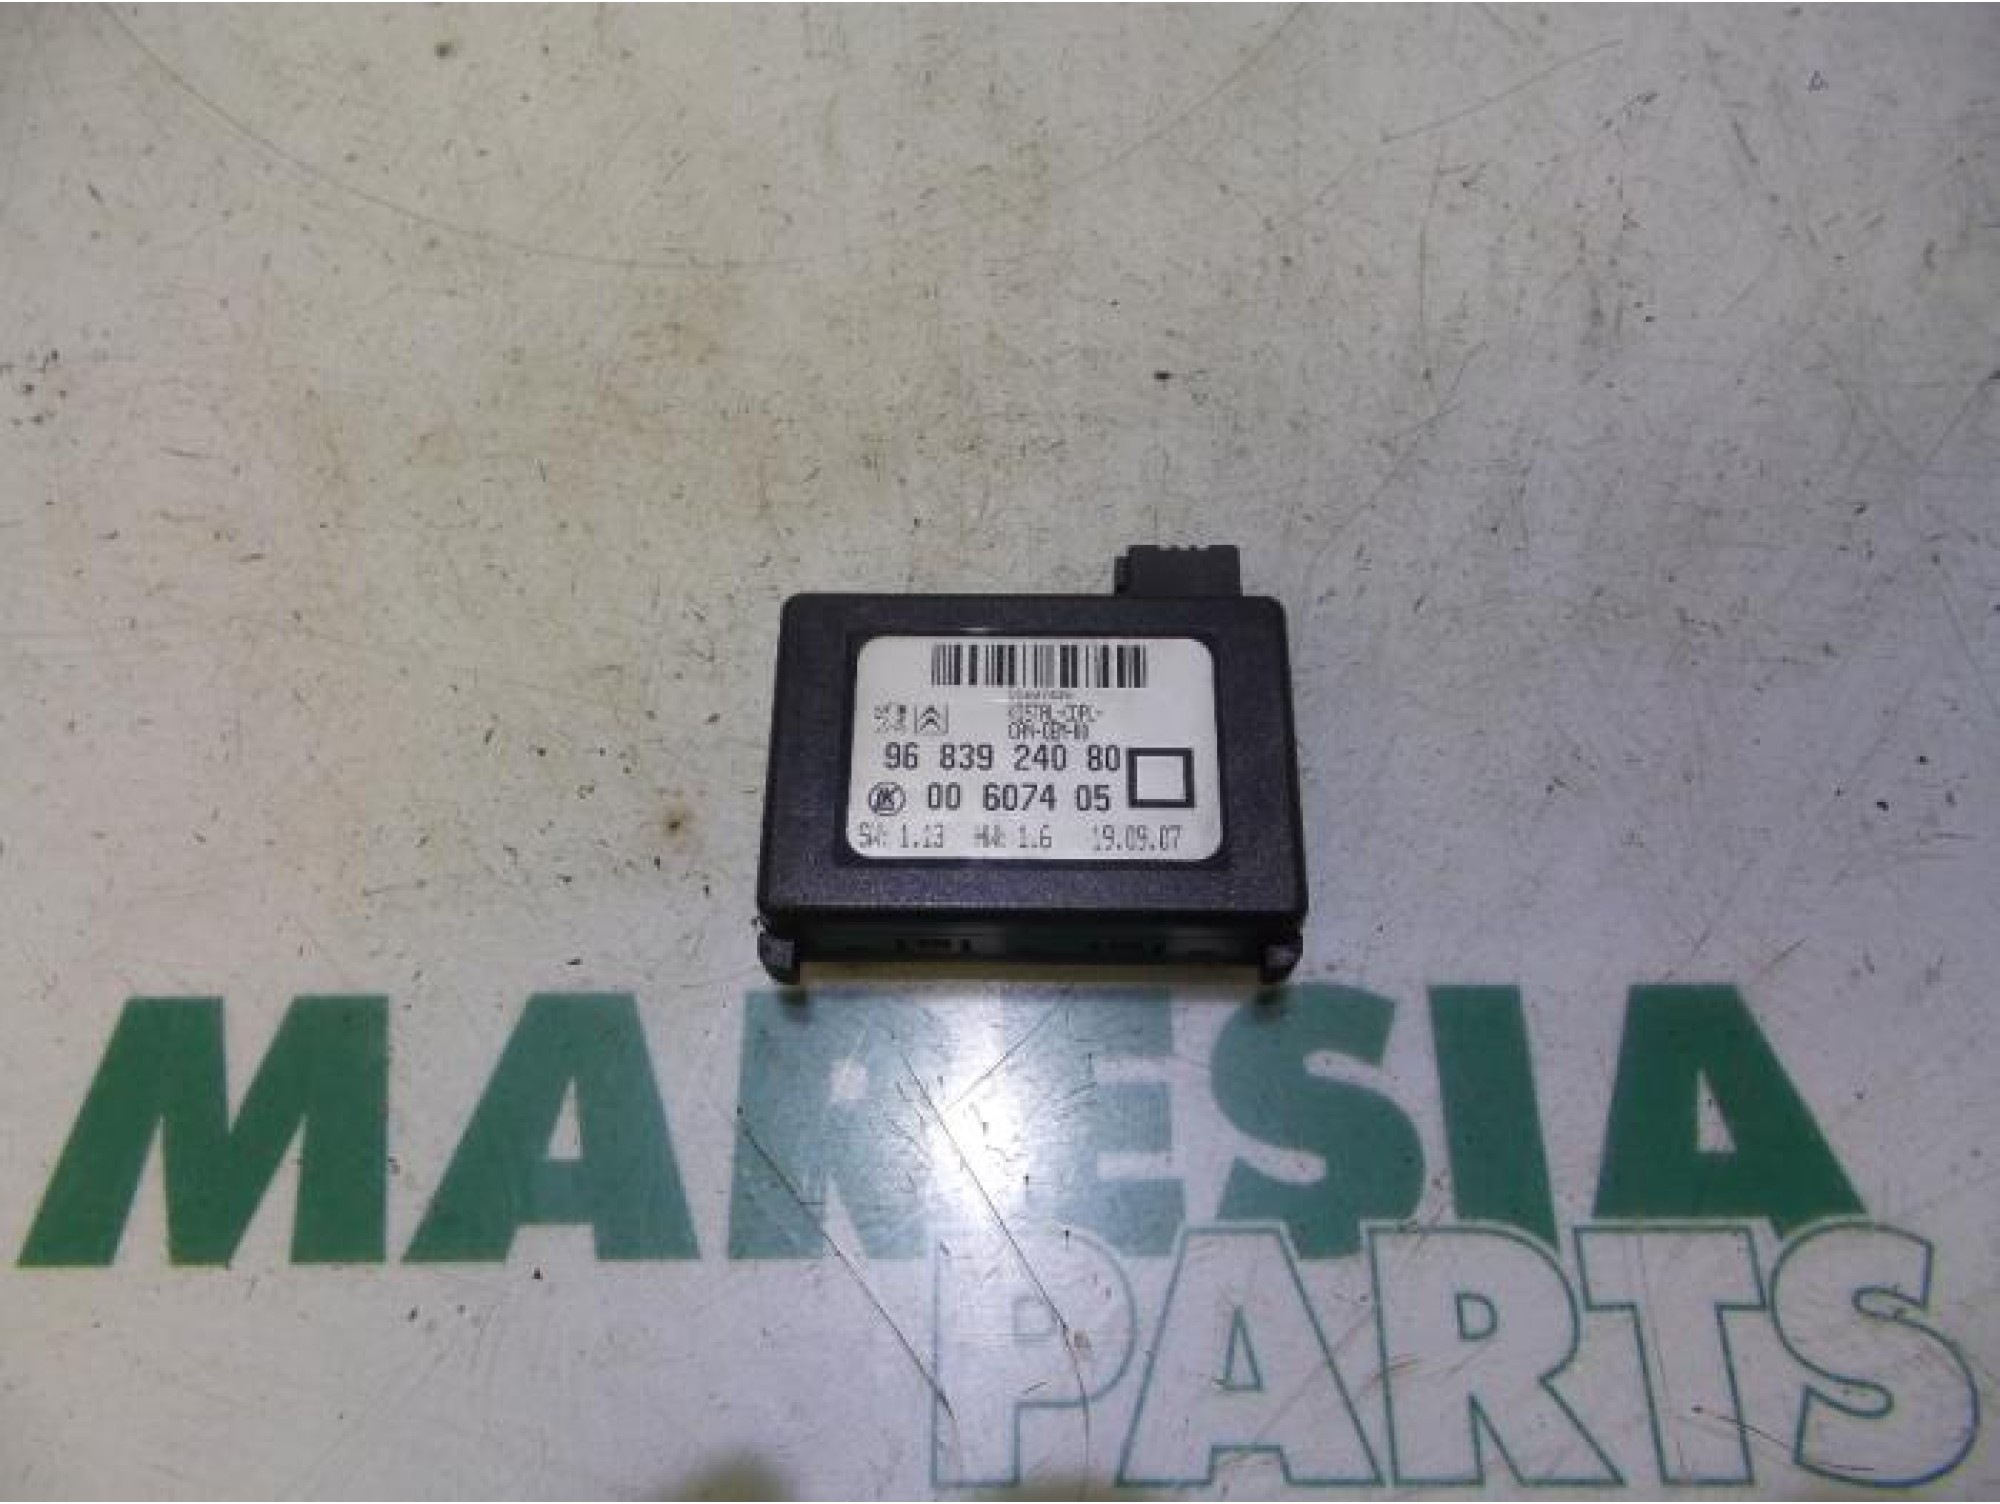 96 839 240 80
00 6074 05
SW: 1.13 HW: 1.6 19.09.07
MARESIA
PARTS